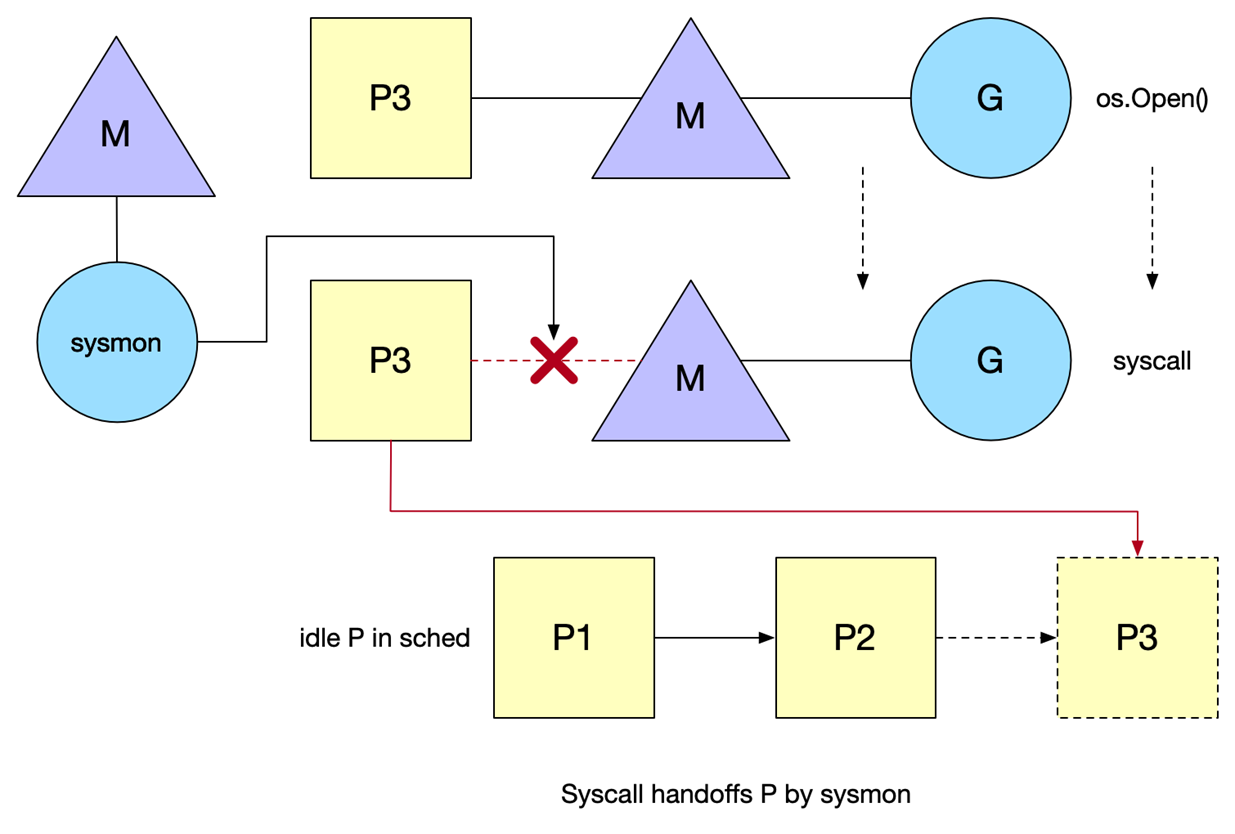 M
P3
M
G
os.Open()
sysmon
P3
M
G
syscall
idle P in sched
P1
P2
P3
Syscall handoffs P by sysmon